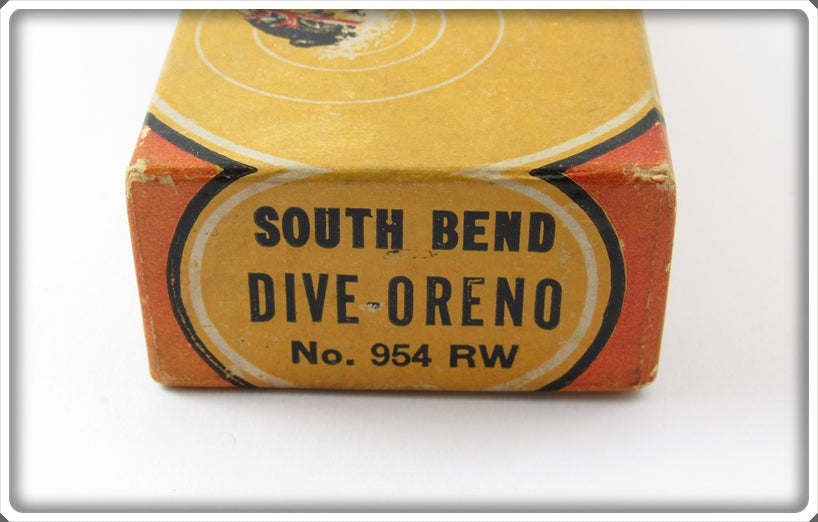 SOUTH BEND
DIVE-ORENO
No. 954 RW